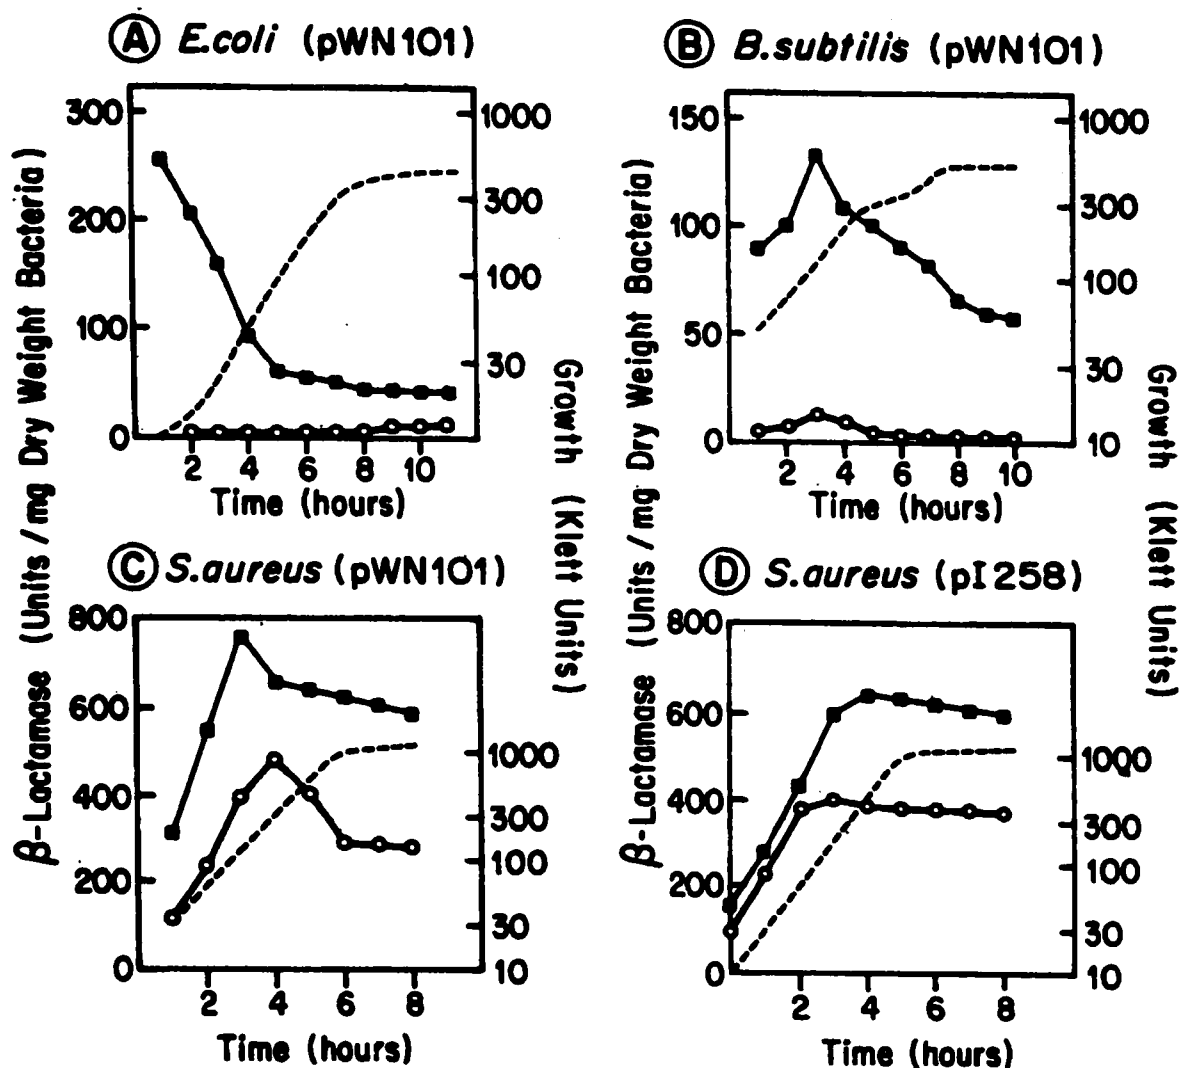 Ⓐ E.coli (pWN101)
300
200
100
0
1000
300
100
30
2 4 6 8 10
Time (hours)
Ⓑ B.subtilis (pWN101)
150
100
50
0
1000
300
100
30
10
2 4 6 8 10
Time (hours)
Ⓒ S.aureus (pWN101)
800
600
400
200
0
1000
300
100
30
10
2 4 6 8
Time (hours)
Ⓓ S.aureus (pI258)
800
600
400
200
0
1000
300
100
30
10
2 4 6 8
Time (hours)
β-Lactamase (Units/mg Dry Weight Bacteria)
Growth (Klett Units)
β-Lactamase (Units/mg Dry Weight Bacteria)
Growth (Klett Units)